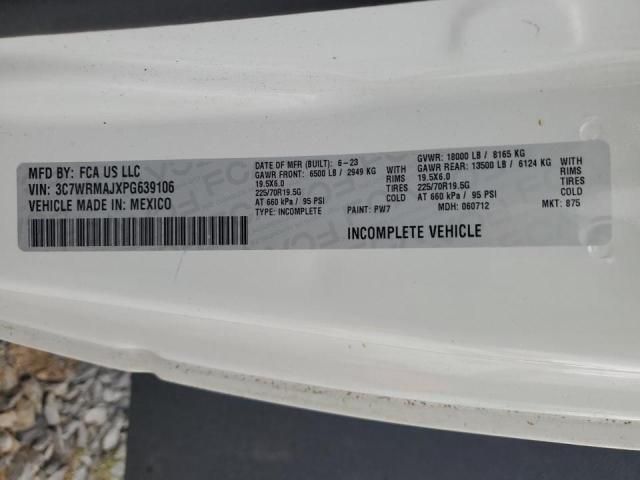 MFD BY: FCA US LLC
VIN: 3C7WRMAJXPG639106
VEHICLE MADE IN: MEXICO
DATE OF MFR (BUILT): 6-23
GAWR FRONT: 6500 LB / 2949 KG WITH
19.5X6.0 RIMS
225/70R19.5G TIRES
AT 660 kPa / 95 PSI COLD
TYPE: INCOMPLETE PAINT: PW7
GVWR: 18000 LB / 8165 KG
GAWR REAR: 13500 LB / 6124 KG WITH
19.5X6.0 RIMS
225/70R19.5G TIRES
AT 660 kPa / 95 PSI COLD
MDH: 060712 MKT: 875
INCOMPLETE VEHICLE